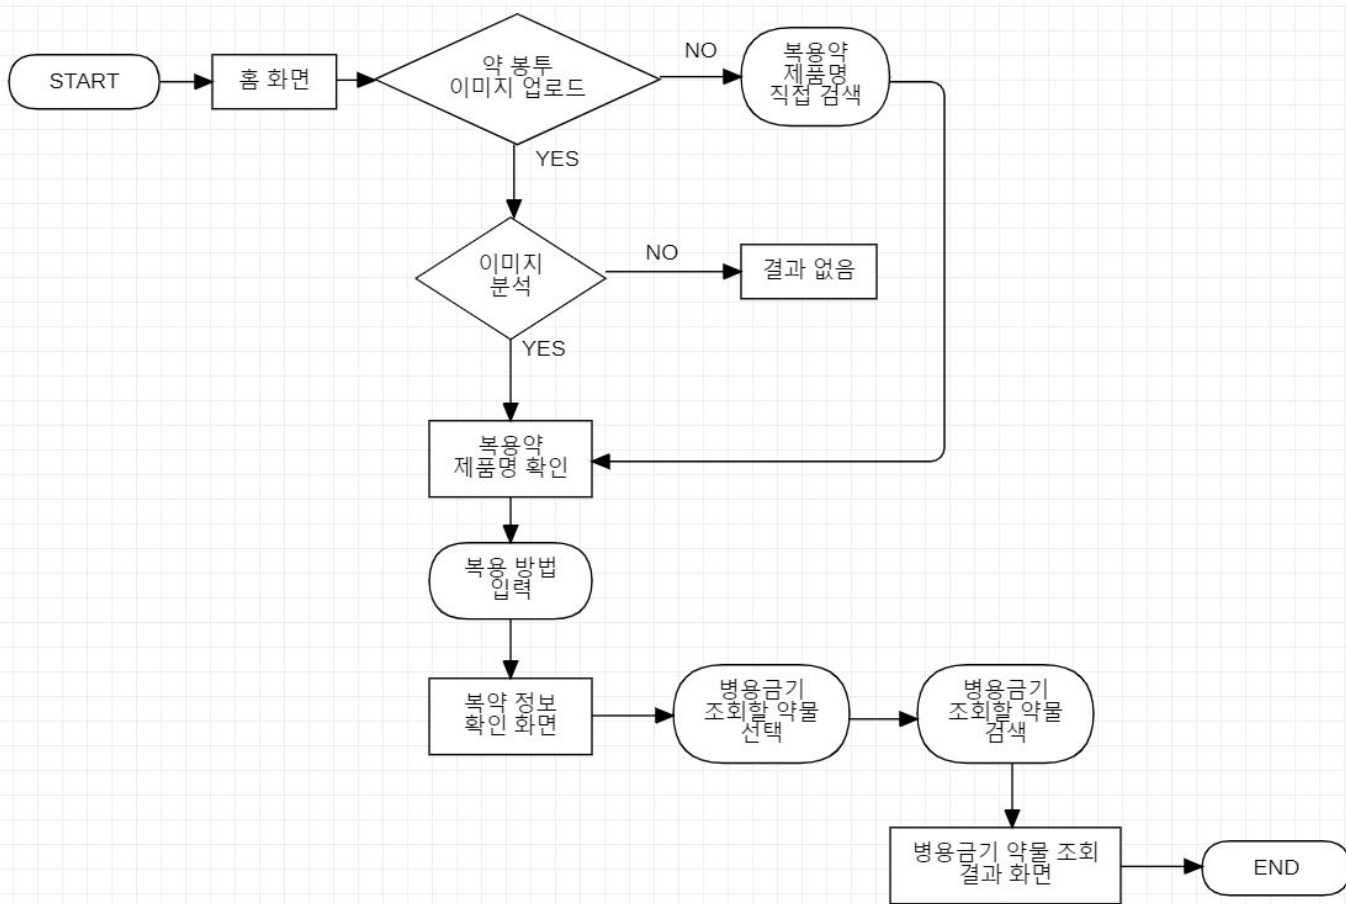 START
홈 화면
약 봉투
이미지 업로드
NO
복용약
제품명
직접 검색
YES
이미지
분석
NO
결과 없음
YES
복용약
제품명 확인
복용 방법
입력
복약 정보
확인 화면
병용금기
조회할 약물
선택
병용금기
조회할 약물
검색
병용금기 약물 조회
결과 화면
END